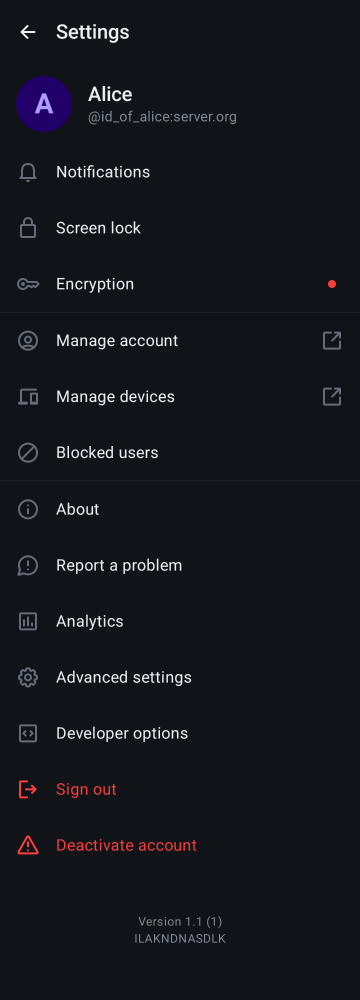 Settings
A
Alice
@id_of_alice:server.org
Notifications
Screen lock
Encryption
Manage account
Manage devices
Blocked users
About
Report a problem
Analytics
Advanced settings
Developer options
Sign out
Deactivate account
Version 1.1 (1)
ILAKNDNASDLK